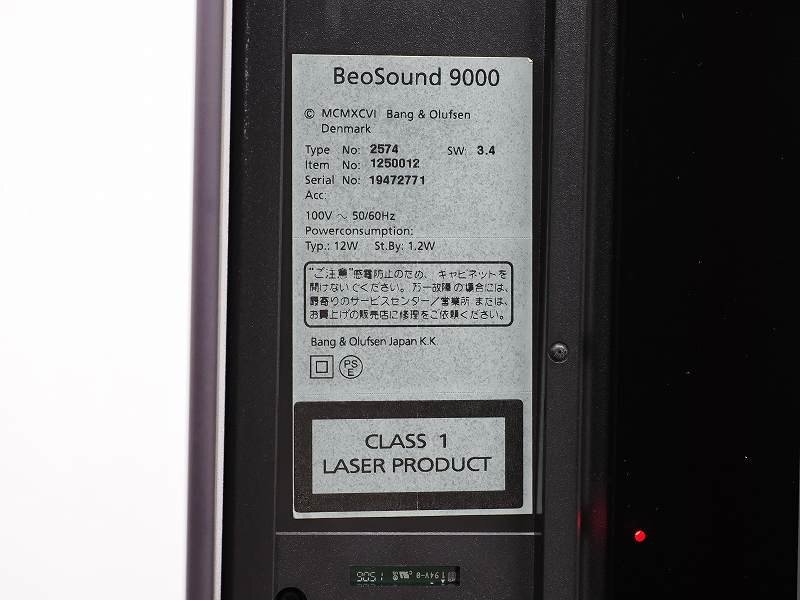 BeoSound 9000
© MCMXCVI Bang & Olufsen
Denmark
Type No: 2574 SW: 3.4
Item No: 1250012
Serial No: 19472771
Acc:
100V ~ 50/60Hz
Powerconsumption:
Typ.: 12W St.By: 1,2W
"ご注意"感電防止のため、キャビネットを
開けないでください。万一故障の場合には、
最寄りのサービスセンター/営業所または、
お買上げの販売店に修理をご依頼ください。
Bang & Olufsen Japan K.K.
PS
E
CLASS 1
LASER PRODUCT
94V-0
1505